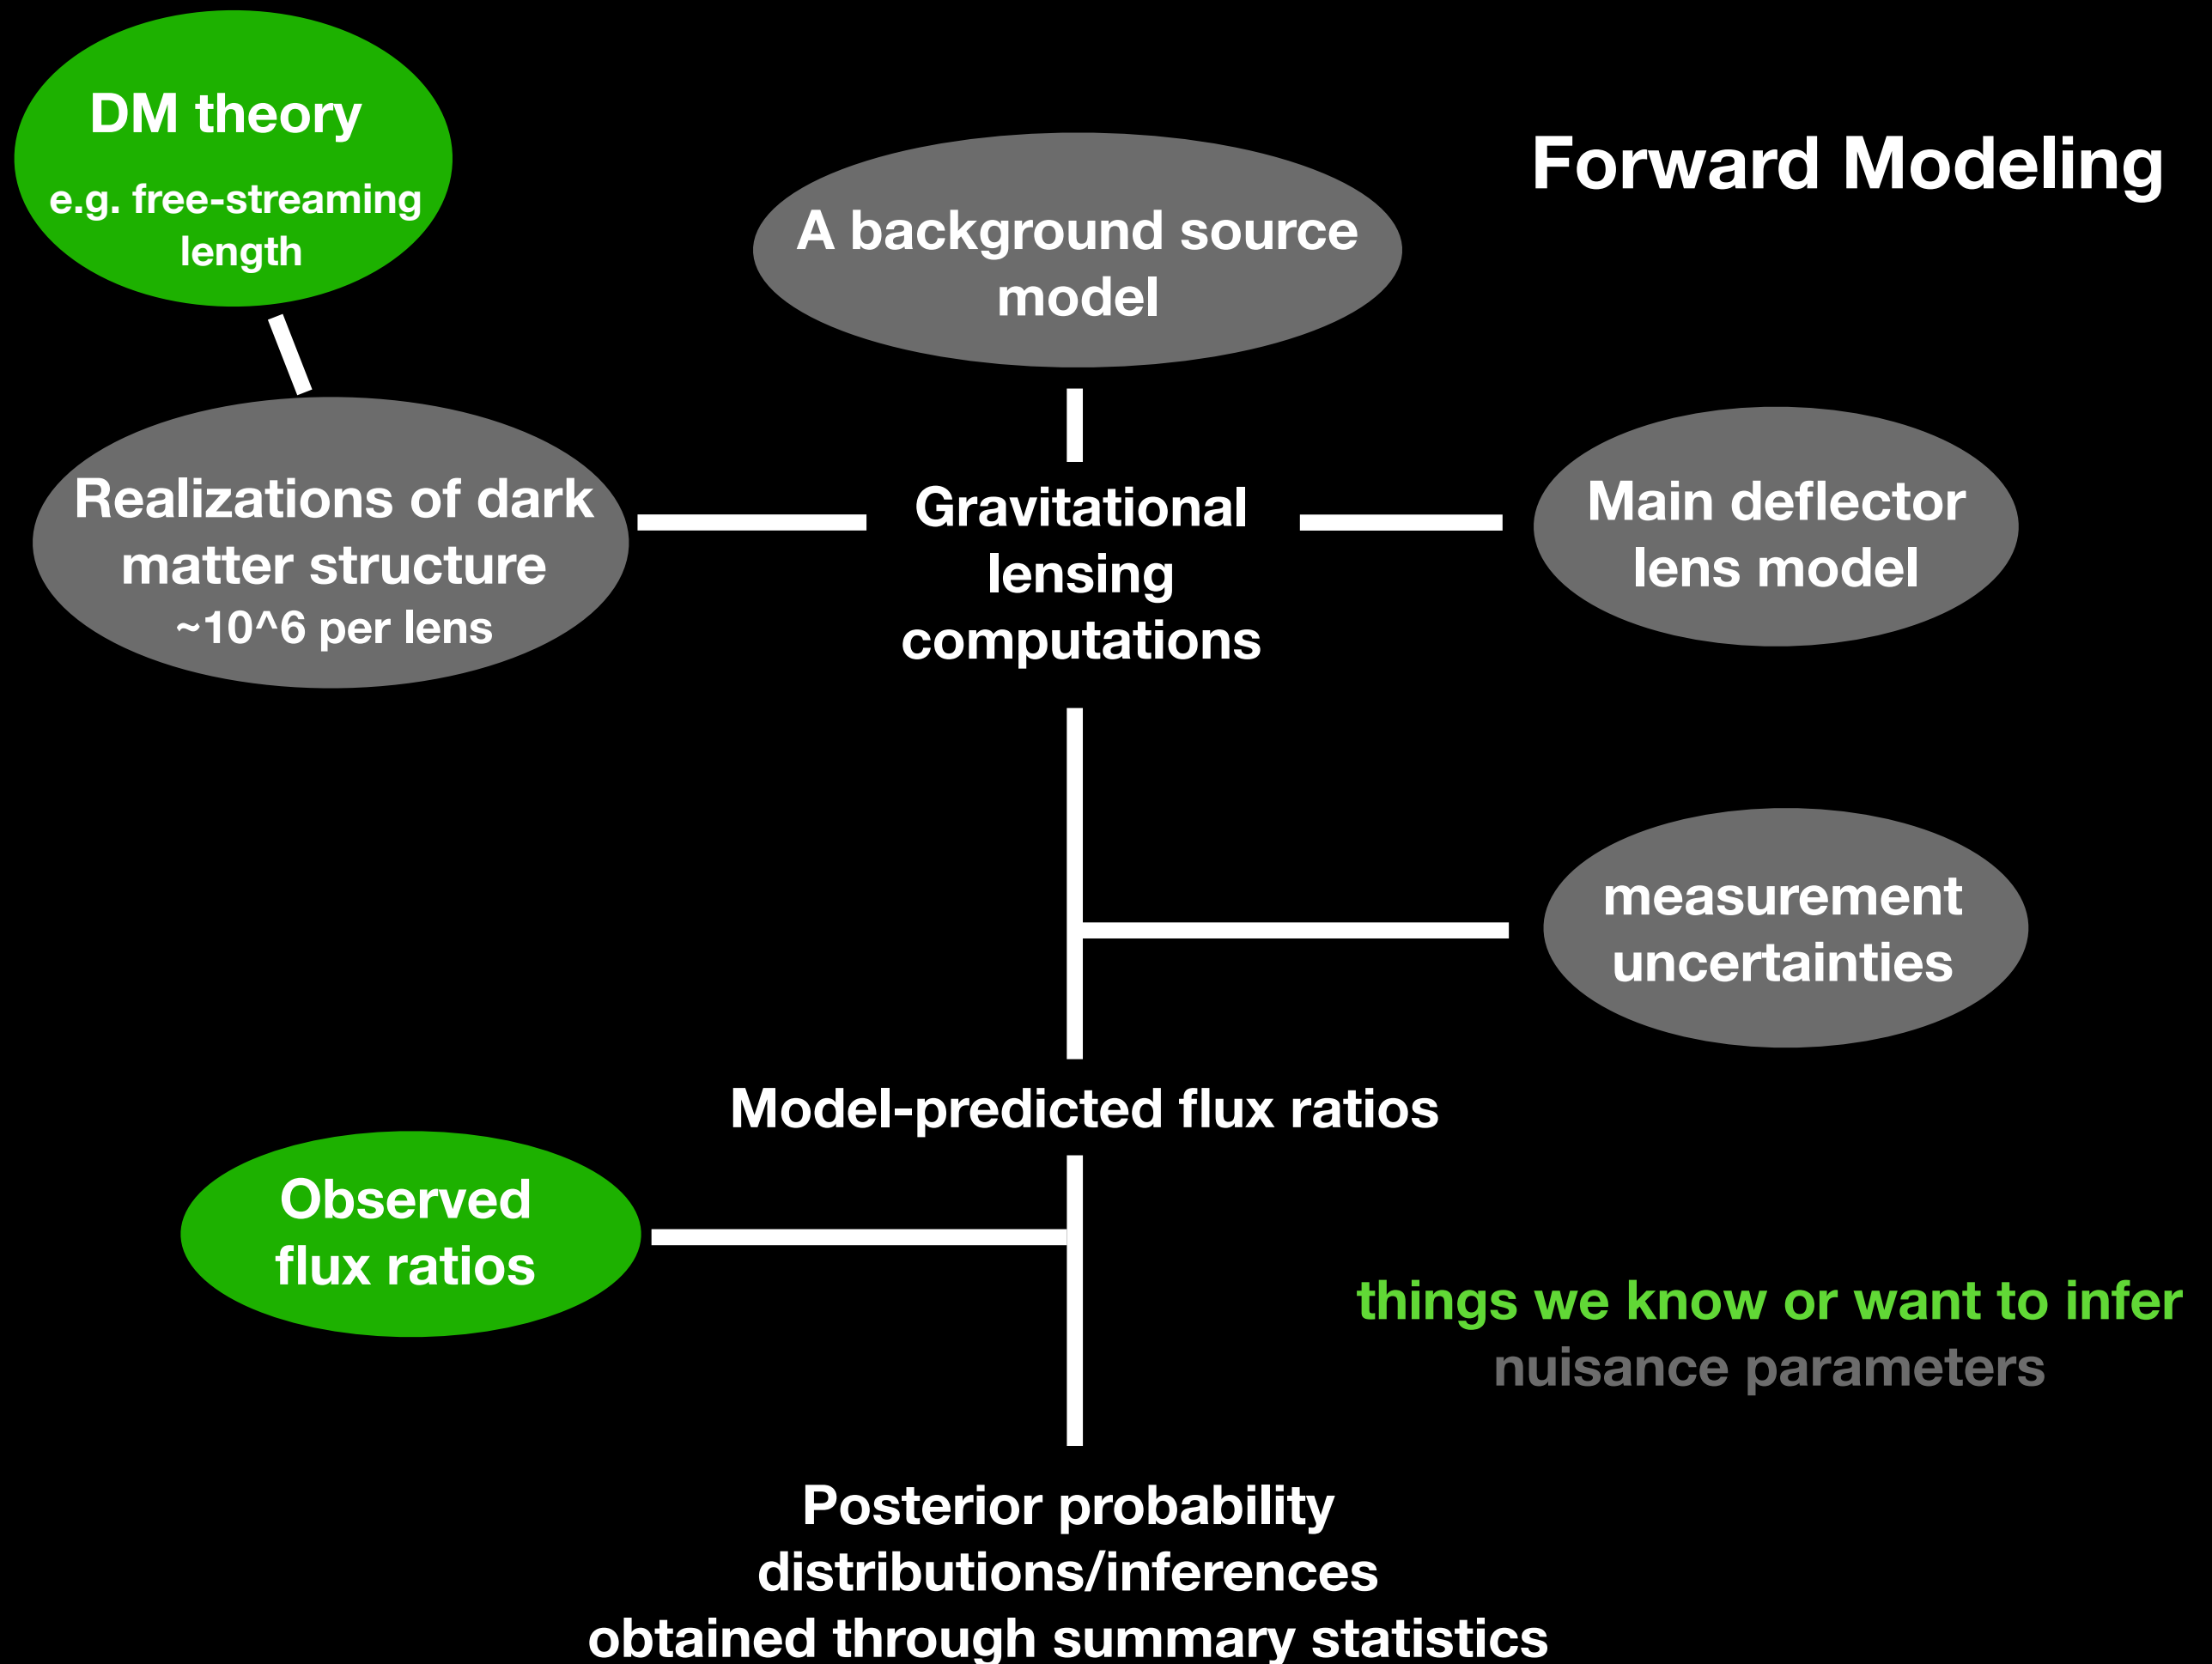 DM theory
e.g. free-streaming
length
A background source
model
Forward Modeling
Realizations of dark
matter structure
~10^6 per lens
Gravitational
lensing
computations
Main deflector
lens model
measurement
uncertainties
Model-predicted flux ratios
Observed
flux ratios
things we know or want to infer
nuisance parameters
Posterior probability
distributions/inferences
obtained through summary statistics